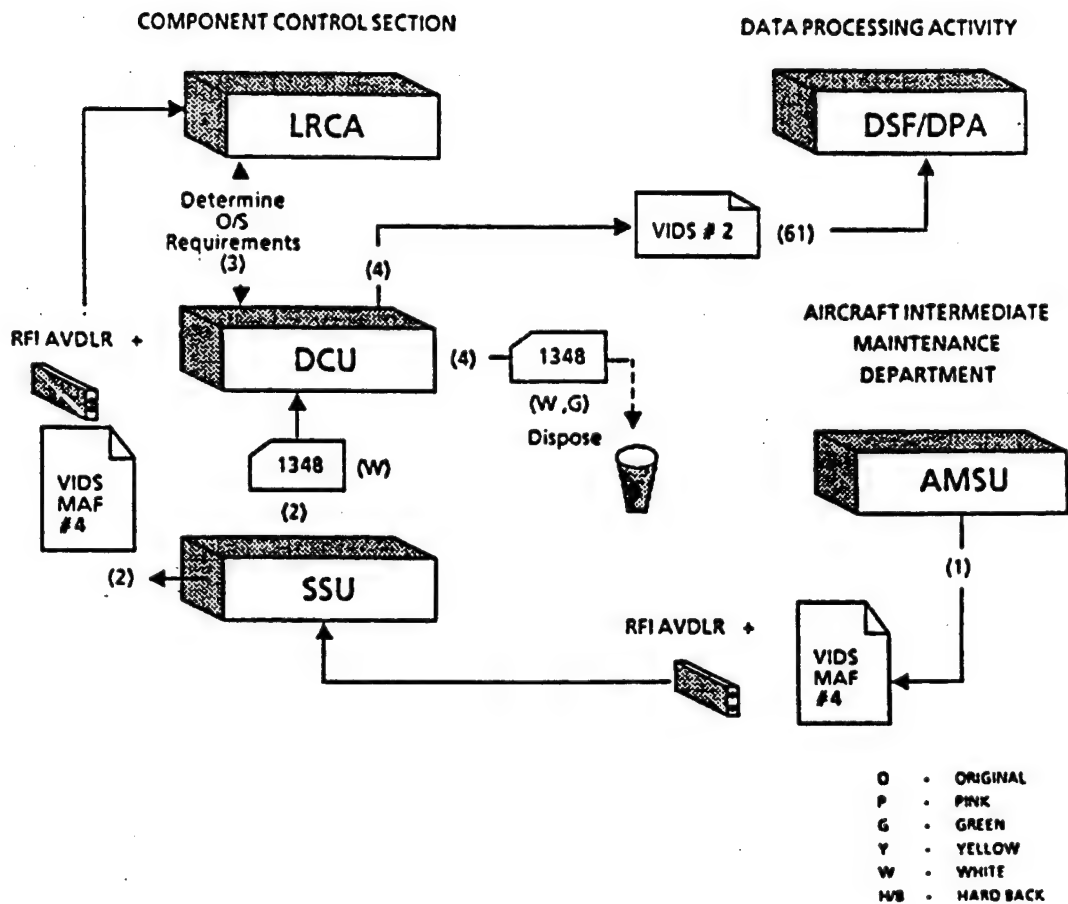 COMPONENT CONTROL SECTION
DATA PROCESSING ACTIVITY
LRCA
DSF/DPA
Determine
O/S
Requirements
(3)
(4)
VIDS # 2
(61)
RFI AVDLR +
DCU
(4)
1348
(W,G)
Dispose
AIRCRAFT INTERMEDIATE
MAINTENANCE
DEPARTMENT
VIDS
MAF
#4
1348
(W)
(2)
AMSU
(2)
SSU
(1)
RFI AVDLR +
VIDS
MAF
#4
O • ORIGINAL
P • PINK
G • GREEN
Y • YELLOW
W • WHITE
H/B • HARD BACK